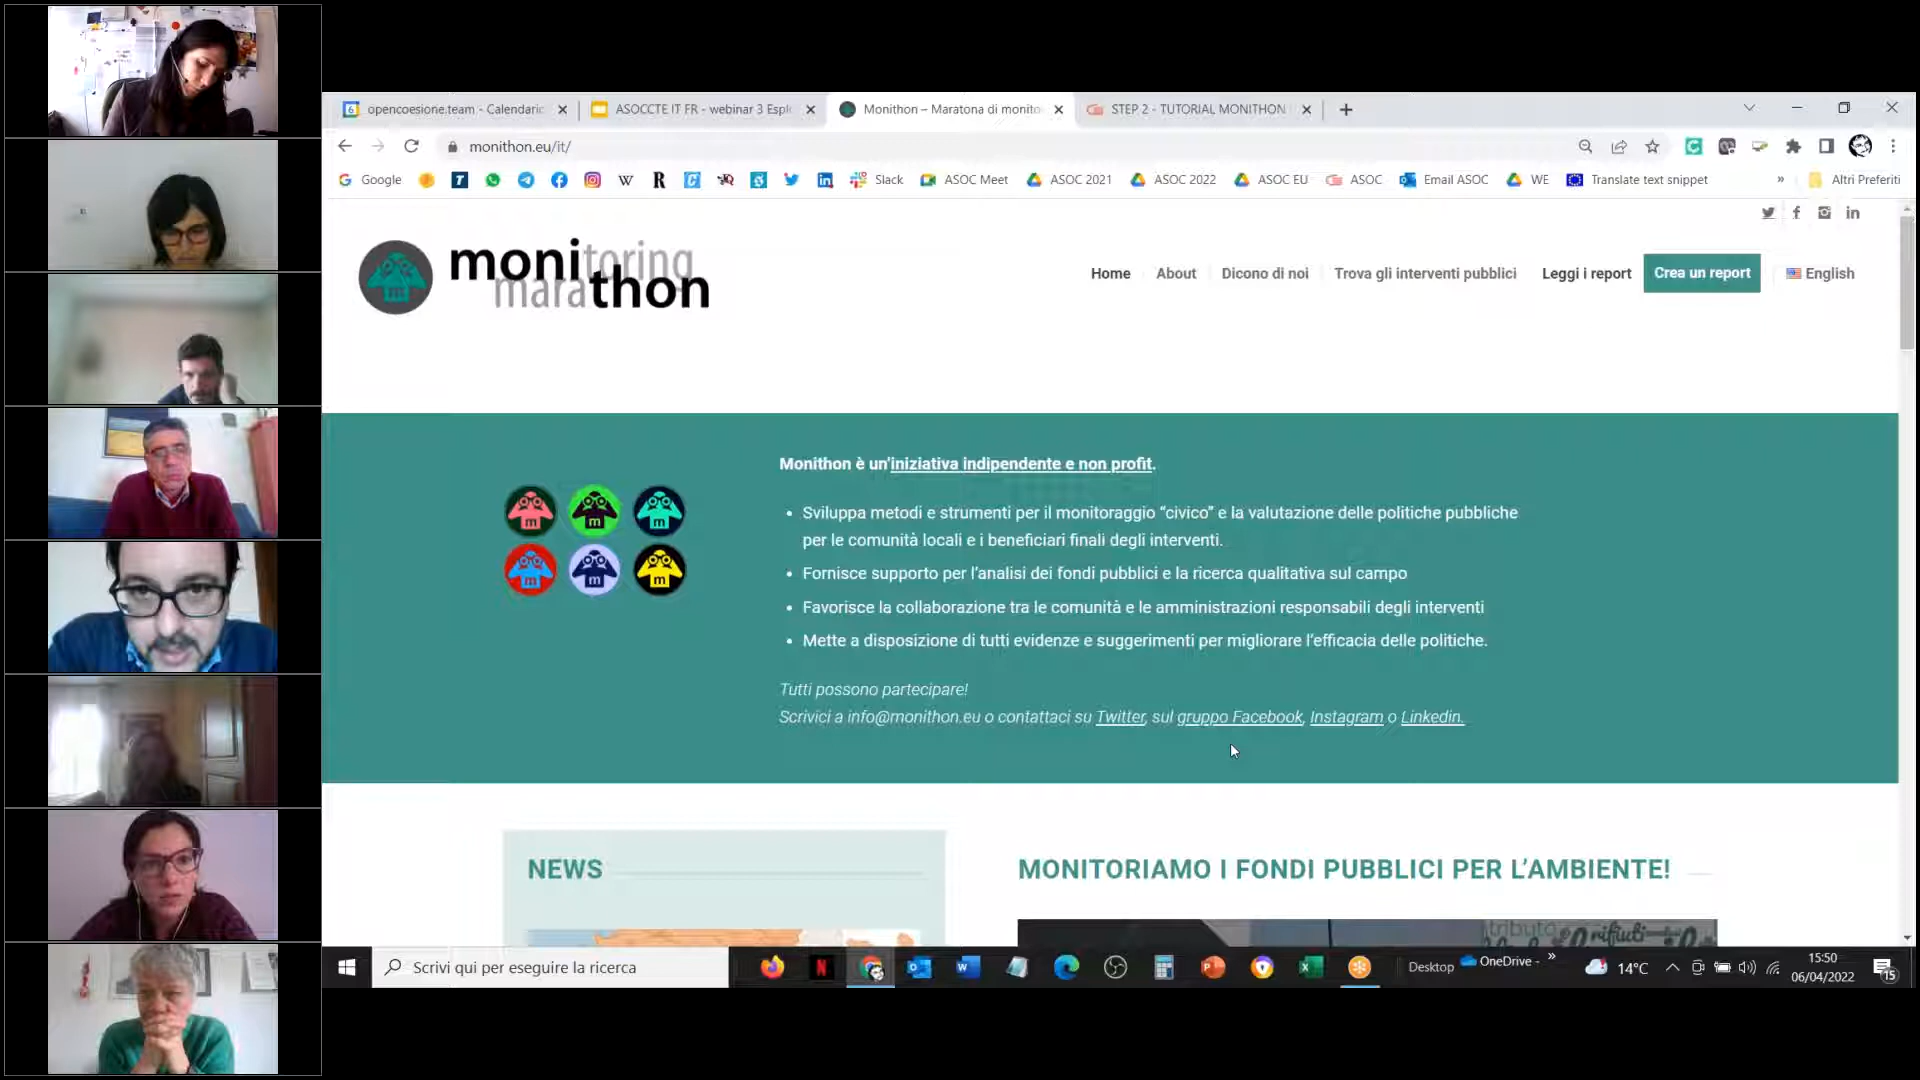 opencoesione.team - Calendario
ASOCCTE IT FR - webinar 3 Esplo
Monithon – Maratona di monito
STEP 2 - TUTORIAL MONITHON
monithon.eu/it/
Google
Slack
ASOC Meet
ASOC 2021
ASOC 2022
ASOC EU
ASOC
Email ASOC
WE
Translate text snippet
»
Altri Preferiti
monitoring
marathon
Home
About
Dicono di noi
Trova gli interventi pubblici
Leggi i report
Crea un report
English
Monithon è un'iniziativa indipendente e non profit.
• Sviluppa metodi e strumenti per il monitoraggio “civico” e la valutazione delle politiche pubbliche
per le comunità locali e i beneficiari finali degli interventi.
• Fornisce supporto per l’analisi dei fondi pubblici e la ricerca qualitativa sul campo
• Favorisce la collaborazione tra le comunità e le amministrazioni responsabili degli interventi
• Mette a disposizione di tutti evidenze e suggerimenti per migliorare l’efficacia delle politiche.
Tutti possono partecipare!
Scrivici a info@monithon.eu o contattaci su Twitter, sul gruppo Facebook, Instagram o Linkedin.
NEWS
MONITORIAMO I FONDI PUBBLICI PER L’AMBIENTE!
tributo
rifiuti
Scrivi qui per eseguire la ricerca
Desktop
OneDrive -
»
14°C
15:50
06/04/2022
15